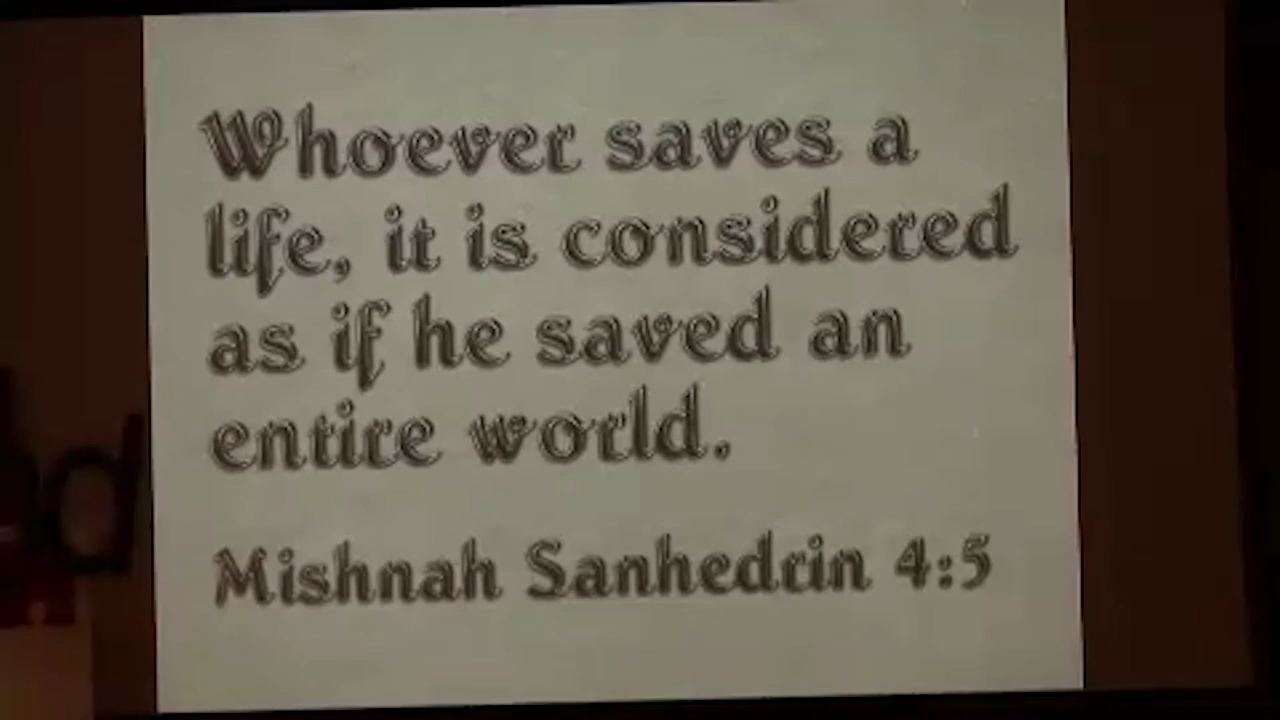 Whoever saves a
life, it is considered
as if he saved an
entire world.
Mishnah Sanhedrin 4:5